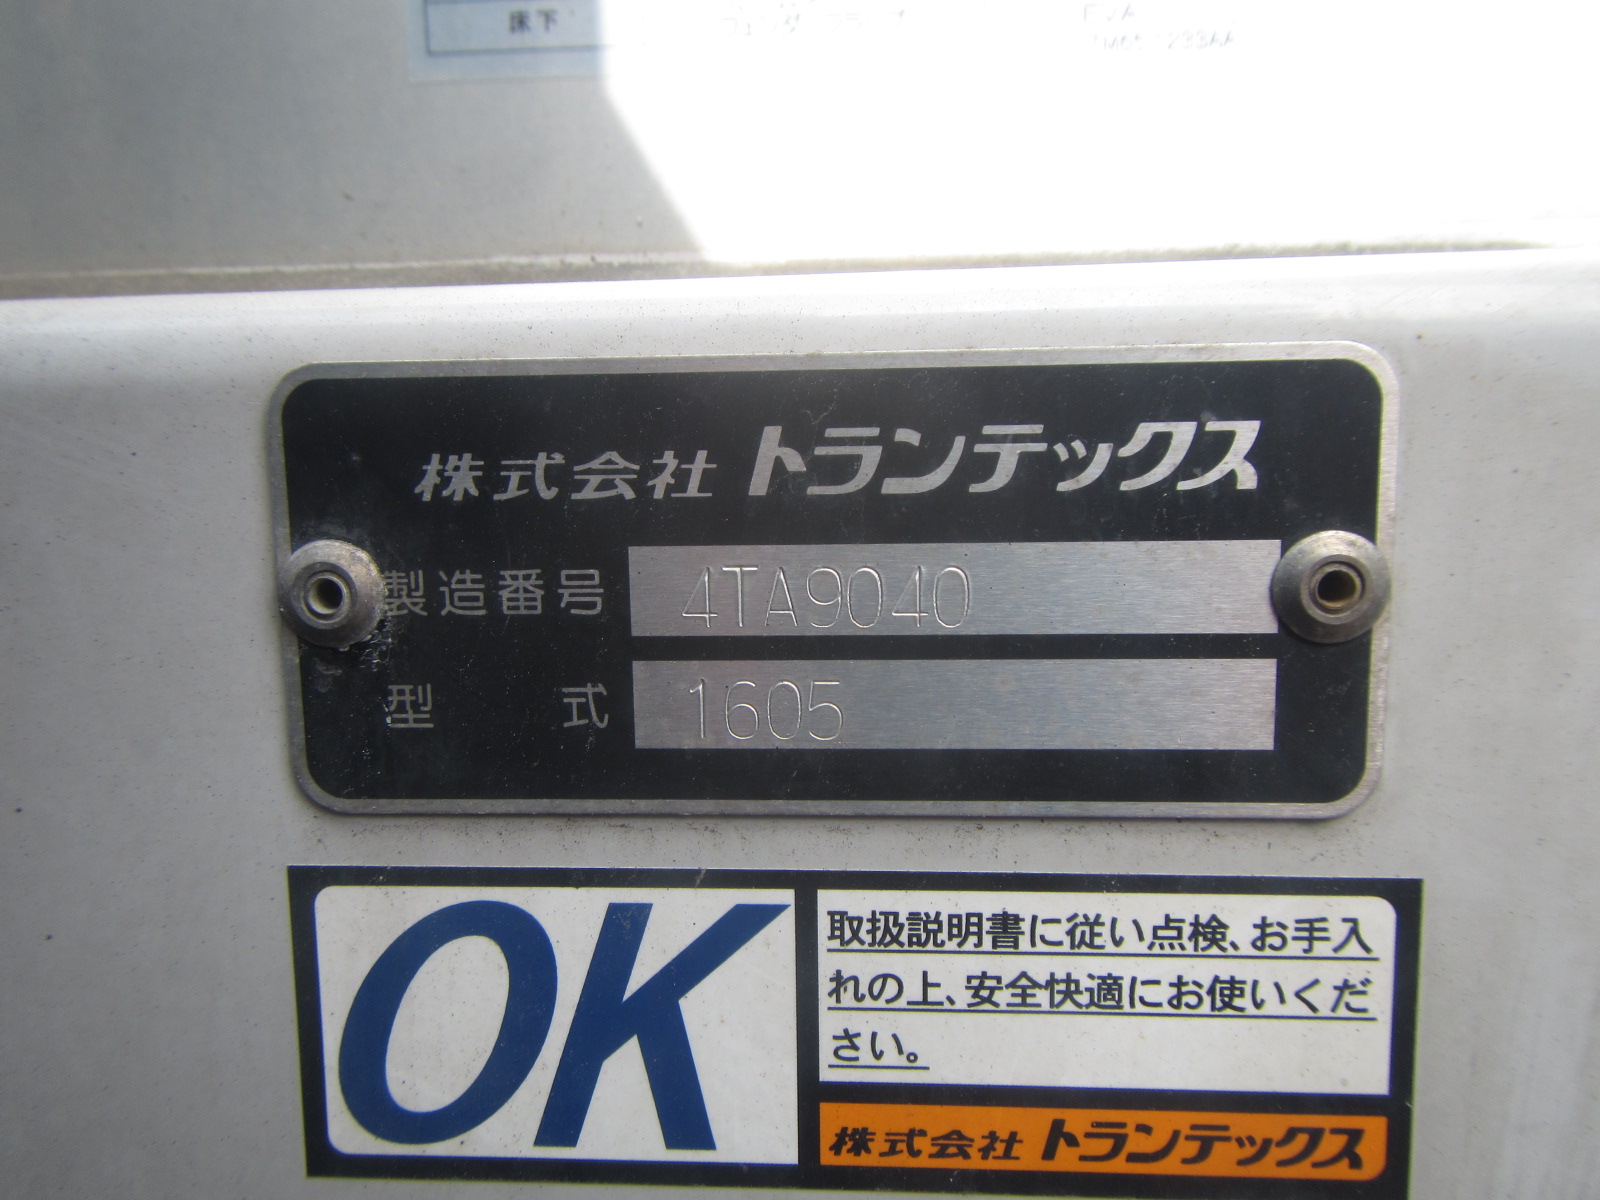 床下
株式会社 トランテックス
製造番号 4TA9040
型式 1605
OK
取扱説明書に従い点検、お手入
れの上、安全快適にお使いくだ
さい。
株式会社 トランテックス